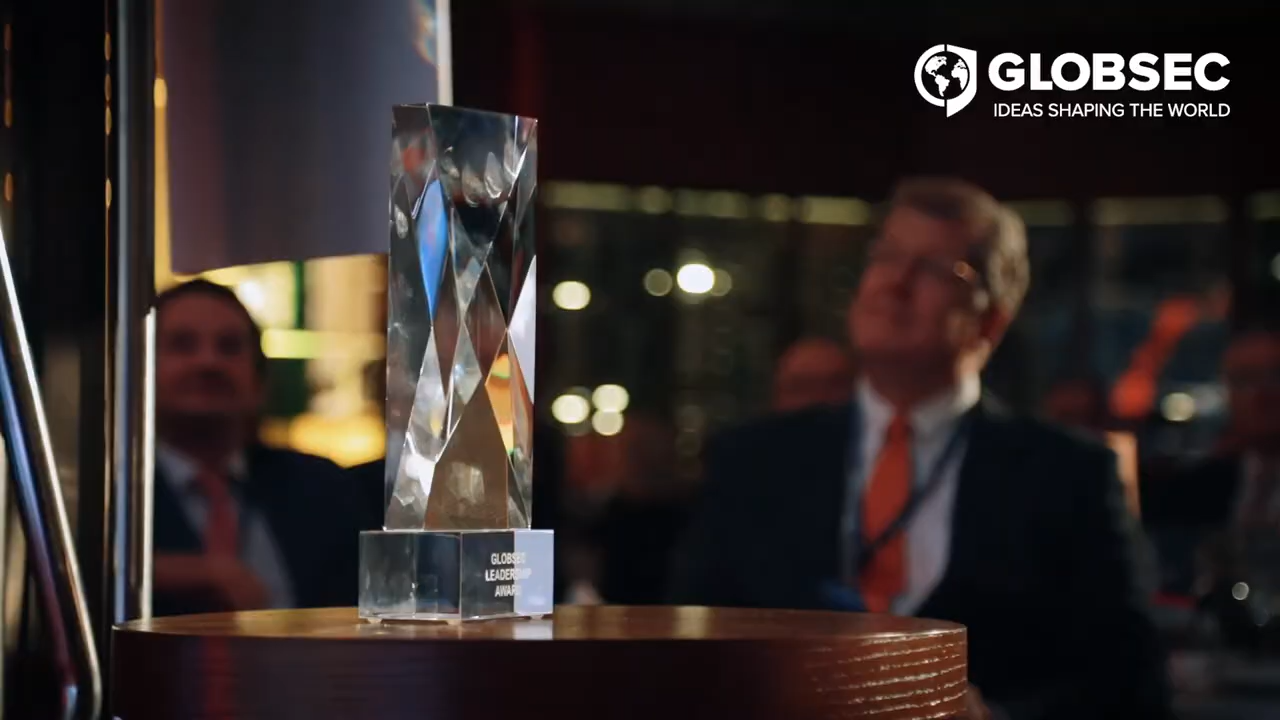 GLOBSEC
IDEAS SHAPING THE WORLD
GLOBSEC
LEADERSHIP
AWARD